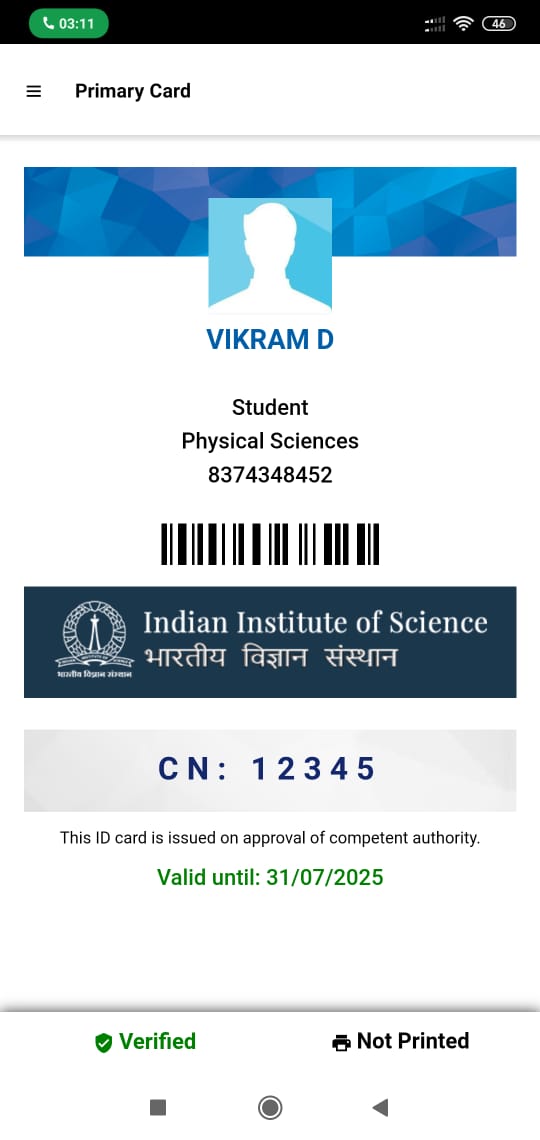 03:11
46
Primary Card
VIKRAM D
Student
Physical Sciences
8374348452
Indian Institute of Science
भारतीय विज्ञान संस्थान
भारतीय विज्ञान संस्थान
CN: 12345
This ID card is issued on approval of competent authority.
Valid until: 31/07/2025
Verified
Not Printed